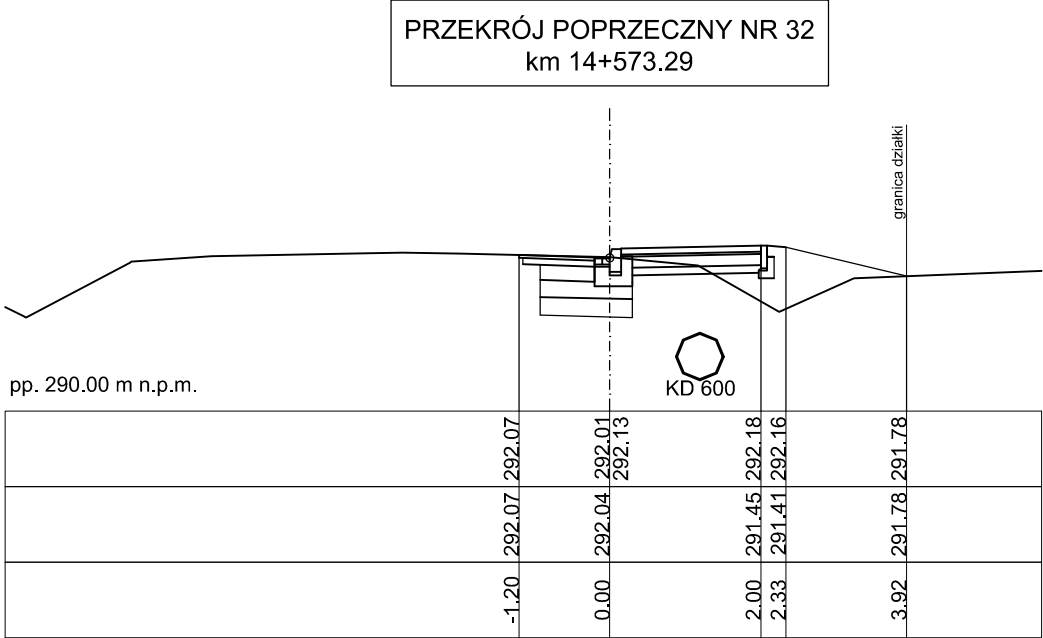 PRZEKRÓJ POPRZECZNY NR 32
km 14+573.29
granica działki
KD 600
pp. 290.00 m n.p.m.
292.07 292.01 292.13 292.18 292.16 291.78
292.07 292.04 291.45 291.41 291.78
-1.20 0.00 2.00 2.33 3.92